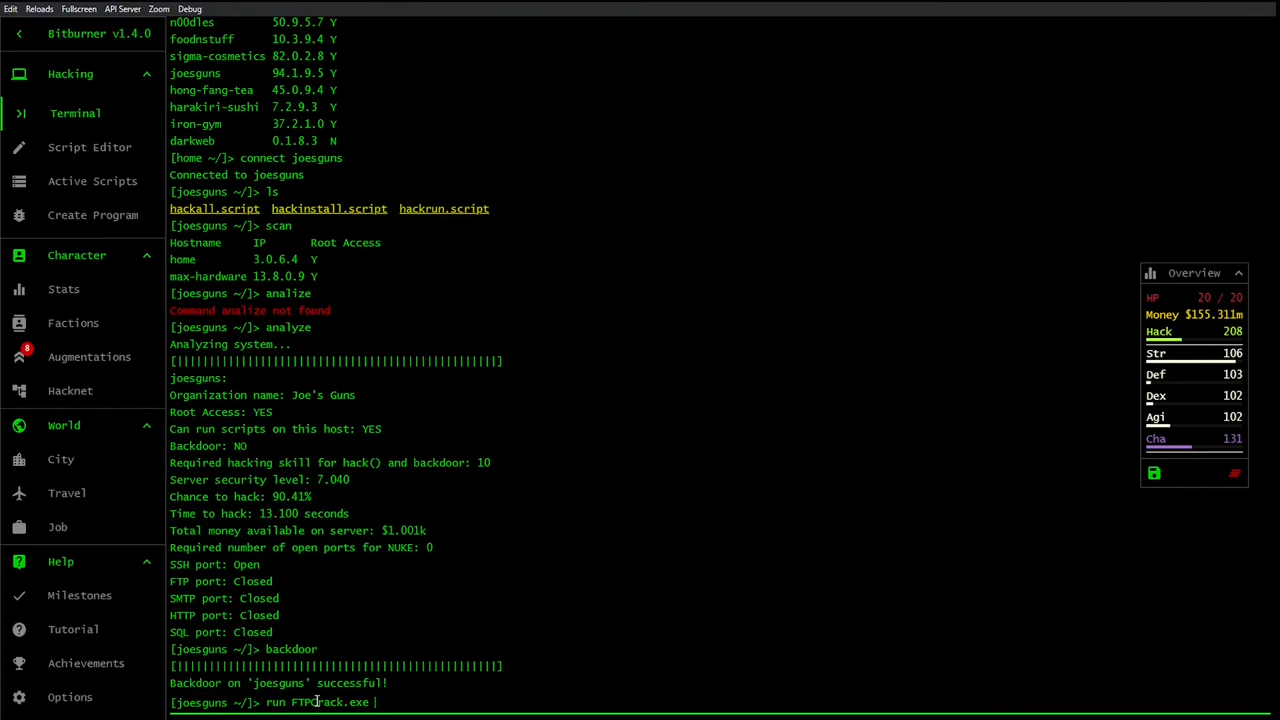 Edit Reloads Fullscreen API Server Zoom Debug
Bitburner v1.4.0
Hacking
Terminal
Script Editor
Active Scripts
Create Program
Character
Stats
Factions
8
Augmentations
Hacknet
World
City
Travel
Job
Help
Milestones
Tutorial
Achievements
Options
n00dles 50.9.5.7 Y
foodnstuff 10.3.9.4 Y
sigma-cosmetics 82.0.2.8 Y
joesguns 94.1.9.5 Y
hong-fang-tea 45.0.9.4 Y
harakiri-sushi 7.2.9.3 Y
iron-gym 37.2.1.0 Y
darkweb 0.1.8.3 N
[home ~/]> connect joesguns
Connected to joesguns
[joesguns ~/]> ls
hackall.script hackinstall.script hackrun.script
[joesguns ~/]> scan
Hostname IP Root Access
home 3.0.6.4 Y
max-hardware 13.8.0.9 Y
[joesguns ~/]> analize
Command analize not found
[joesguns ~/]> analyze
Analyzing system...
[||||||||||||||||||||||||||||||||||||||||||||||||||]
joesguns:
Organization name: Joe's Guns
Root Access: YES
Can run scripts on this host: YES
Backdoor: NO
Required hacking skill for hack() and backdoor: 10
Server security level: 7.040
Chance to hack: 90.41%
Time to hack: 13.100 seconds
Total money available on server: $1.001k
Required number of open ports for NUKE: 0
SSH port: Open
FTP port: Closed
SMTP port: Closed
HTTP port: Closed
SQL port: Closed
[joesguns ~/]> backdoor
[||||||||||||||||||||||||||||||||||||||||||||||||||]
Backdoor on 'joesguns' successful!
[joesguns ~/]> run FTPCrack.exe
Overview
HP 20 / 20
Money $155.311m
Hack 208
Str 106
Def 103
Dex 102
Agi 102
Cha 131